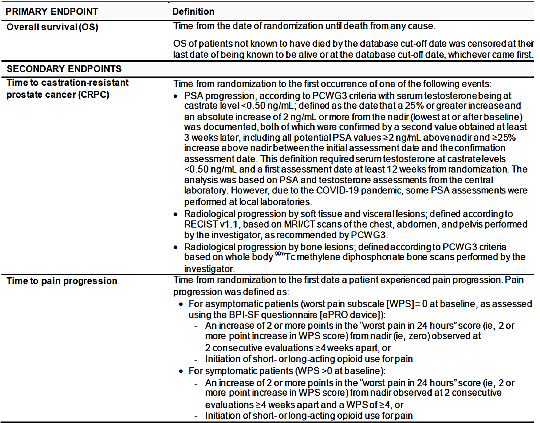 PRIMARY ENDPOINT Definition
Overall survival (OS) Time from the date of randomization until death from any cause.
OS of patients not known to have died by the database cut-off date was censored at their
last date of being known to be alive or at the database cut-off date, whichever came first.
SECONDARY ENDPOINTS
Time to castration-resistant Time from randomization to the first occurrence of one of the following events:
prostate cancer (CRPC) • PSA progression, according to PCWG3 criteria with serum testosterone being at
castrate level <0.50 ng/mL; defined as the date that a 25% or greater increase and
an absolute increase of 2 ng/mL or more from the nadir (lowest at or after baseline)
was documented, both of which were confirmed by a second value obtained at least
3 weeks later, including all potential PSA values ≥2 ng/mL above nadir and ≥25%
increase above nadir between the initial assessment date and the confirmation
assessment date. This definition required serum testosterone at castrate levels
<0.50 ng/mL and a first assessment date at least 12 weeks from randomization. The
analysis was based on PSA and testosterone assessments from the central
laboratory. However, due to the COVID-19 pandemic, some PSA assessments were
performed at local laboratories.
• Radiological progression by soft tissue and visceral lesions; defined according to
RECIST v1.1, based on MRI/CT scans of the chest, abdomen, and pelvis performed
by the investigator, as recommended by PCWG3.
• Radiological progression by bone lesions; defined according to PCWG3 criteria
based on whole body 99mTc methylene diphosphonate bone scans performed by the
investigator.
Time to pain progression Time from randomization to the first date a patient experienced pain progression. Pain
progression was defined as:
• For asymptomatic patients (worst pain subscale [WPS] = 0 at baseline, as assessed
using the BPI-SF questionnaire [ePRO device]):
- An increase of 2 or more points in the "worst pain in 24 hours" score (ie, 2 or
more point increase in WPS score) from nadir (ie, zero) observed at
2 consecutive evaluations ≥4 weeks apart, or
- Initiation of short- or long-acting opioid use for pain
• For symptomatic patients (WPS >0 at baseline):
- An increase of 2 or more points in the "worst pain in 24 hours" score (ie, 2 or
more point increase in WPS score) from nadir observed at 2 consecutive
evaluations ≥4 weeks apart and a WPS of ≥4, or
- Initiation of short- or long-acting opioid use for pain